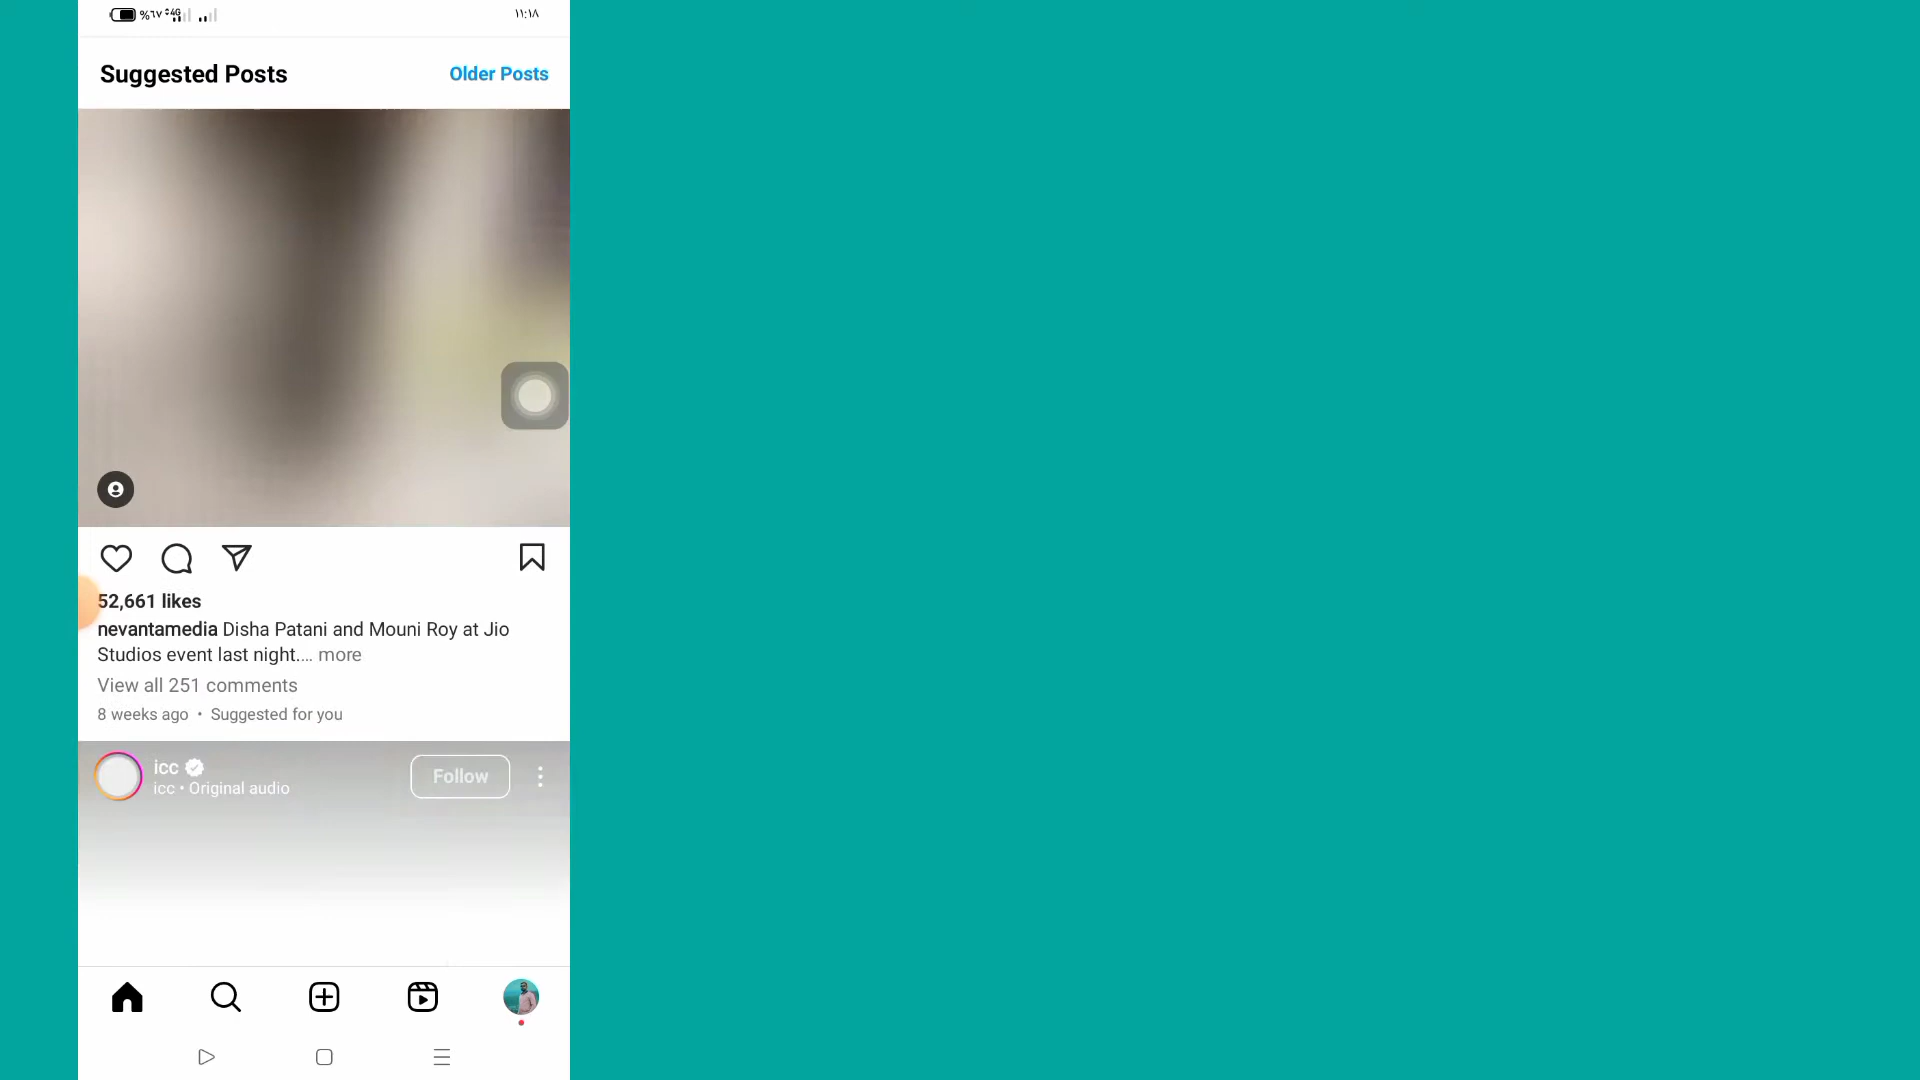 %٦٧ 4G ١١:١٨
Suggested Posts Older Posts
52,661 likes
nevantamedia Disha Patani and Mouni Roy at Jio
Studios event last night.... more
View all 251 comments
8 weeks ago • Suggested for you
icc
Follow
icc • Original audio